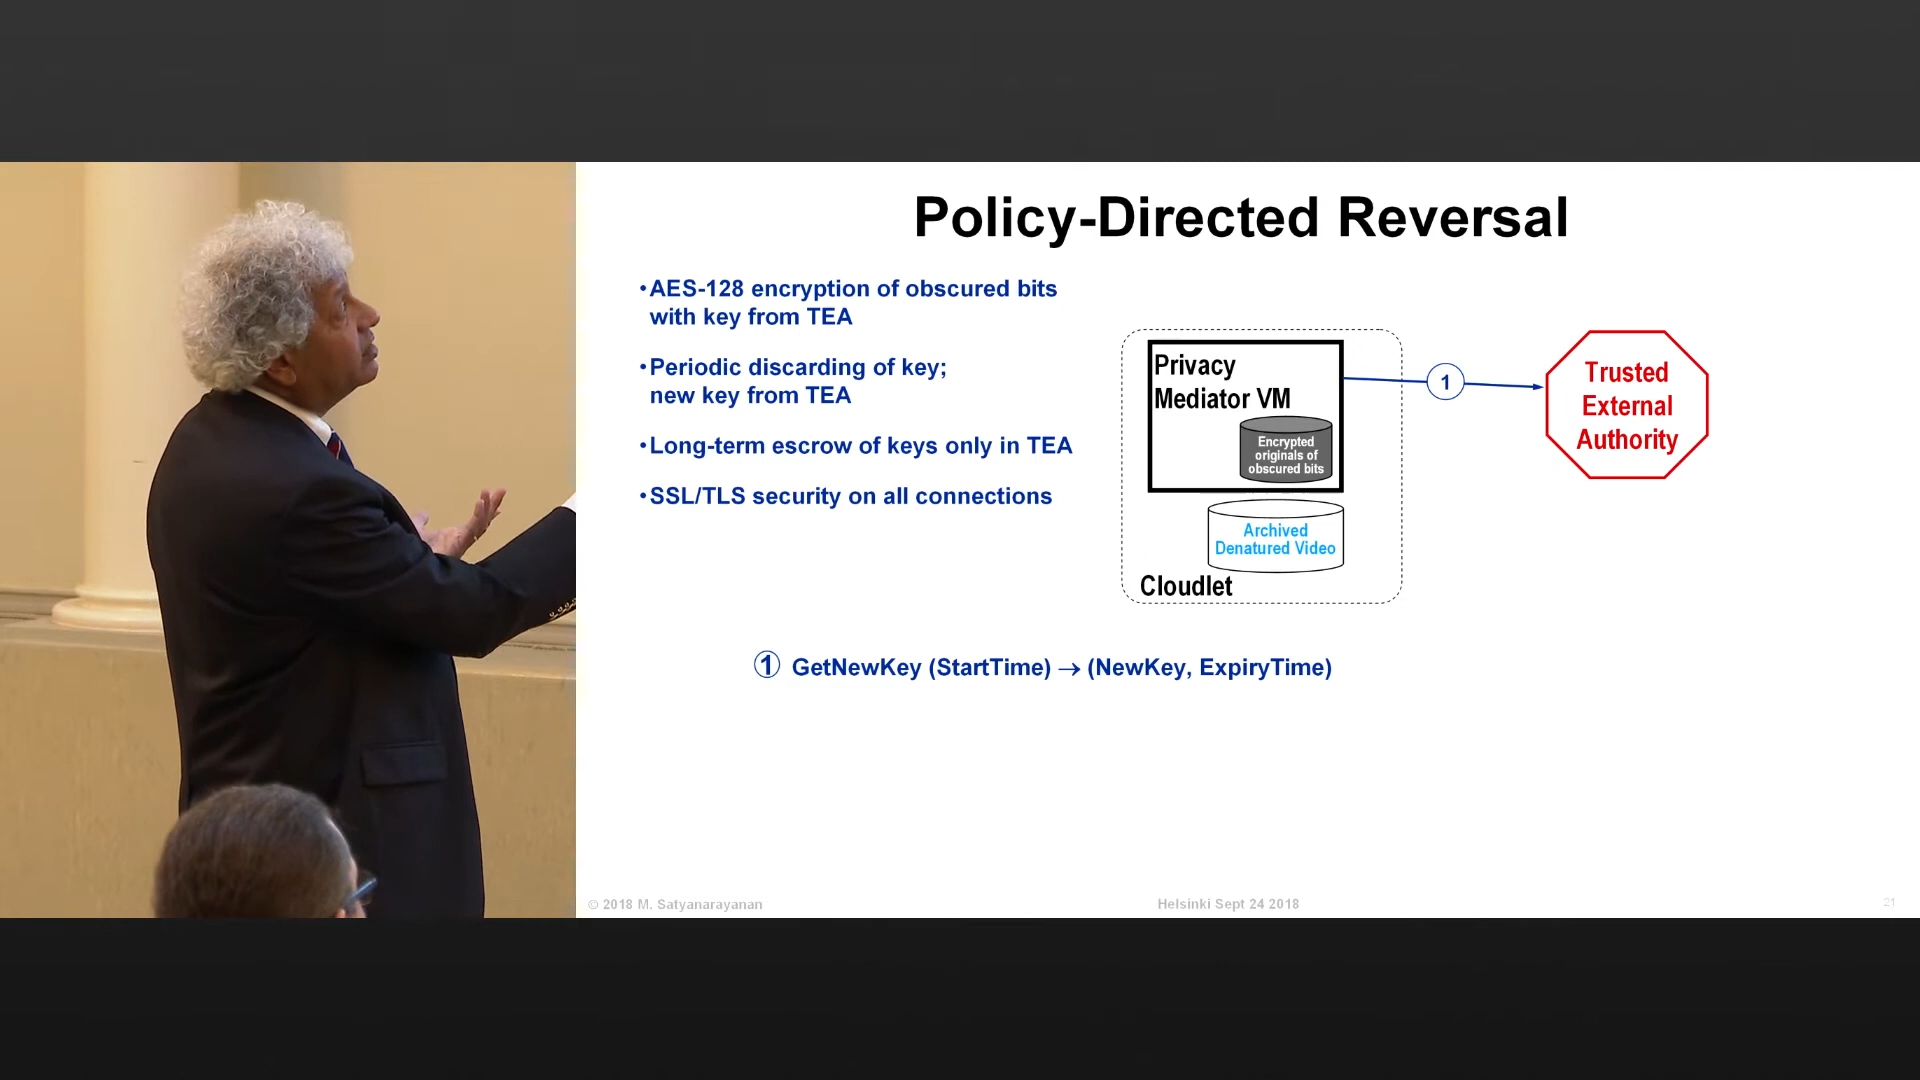 Policy-Directed Reversal
•AES-128 encryption of obscured bits
with key from TEA
•Periodic discarding of key;
new key from TEA
•Long-term escrow of keys only in TEA
•SSL/TLS security on all connections
Privacy
Mediator VM
Encrypted
originals of
obscured bits
Archived
Denatured Video
Cloudlet
1
Trusted
External
Authority
① GetNewKey (StartTime) → (NewKey, ExpiryTime)
© 2018 M. Satyanarayanan
Helsinki Sept 24 2018
21